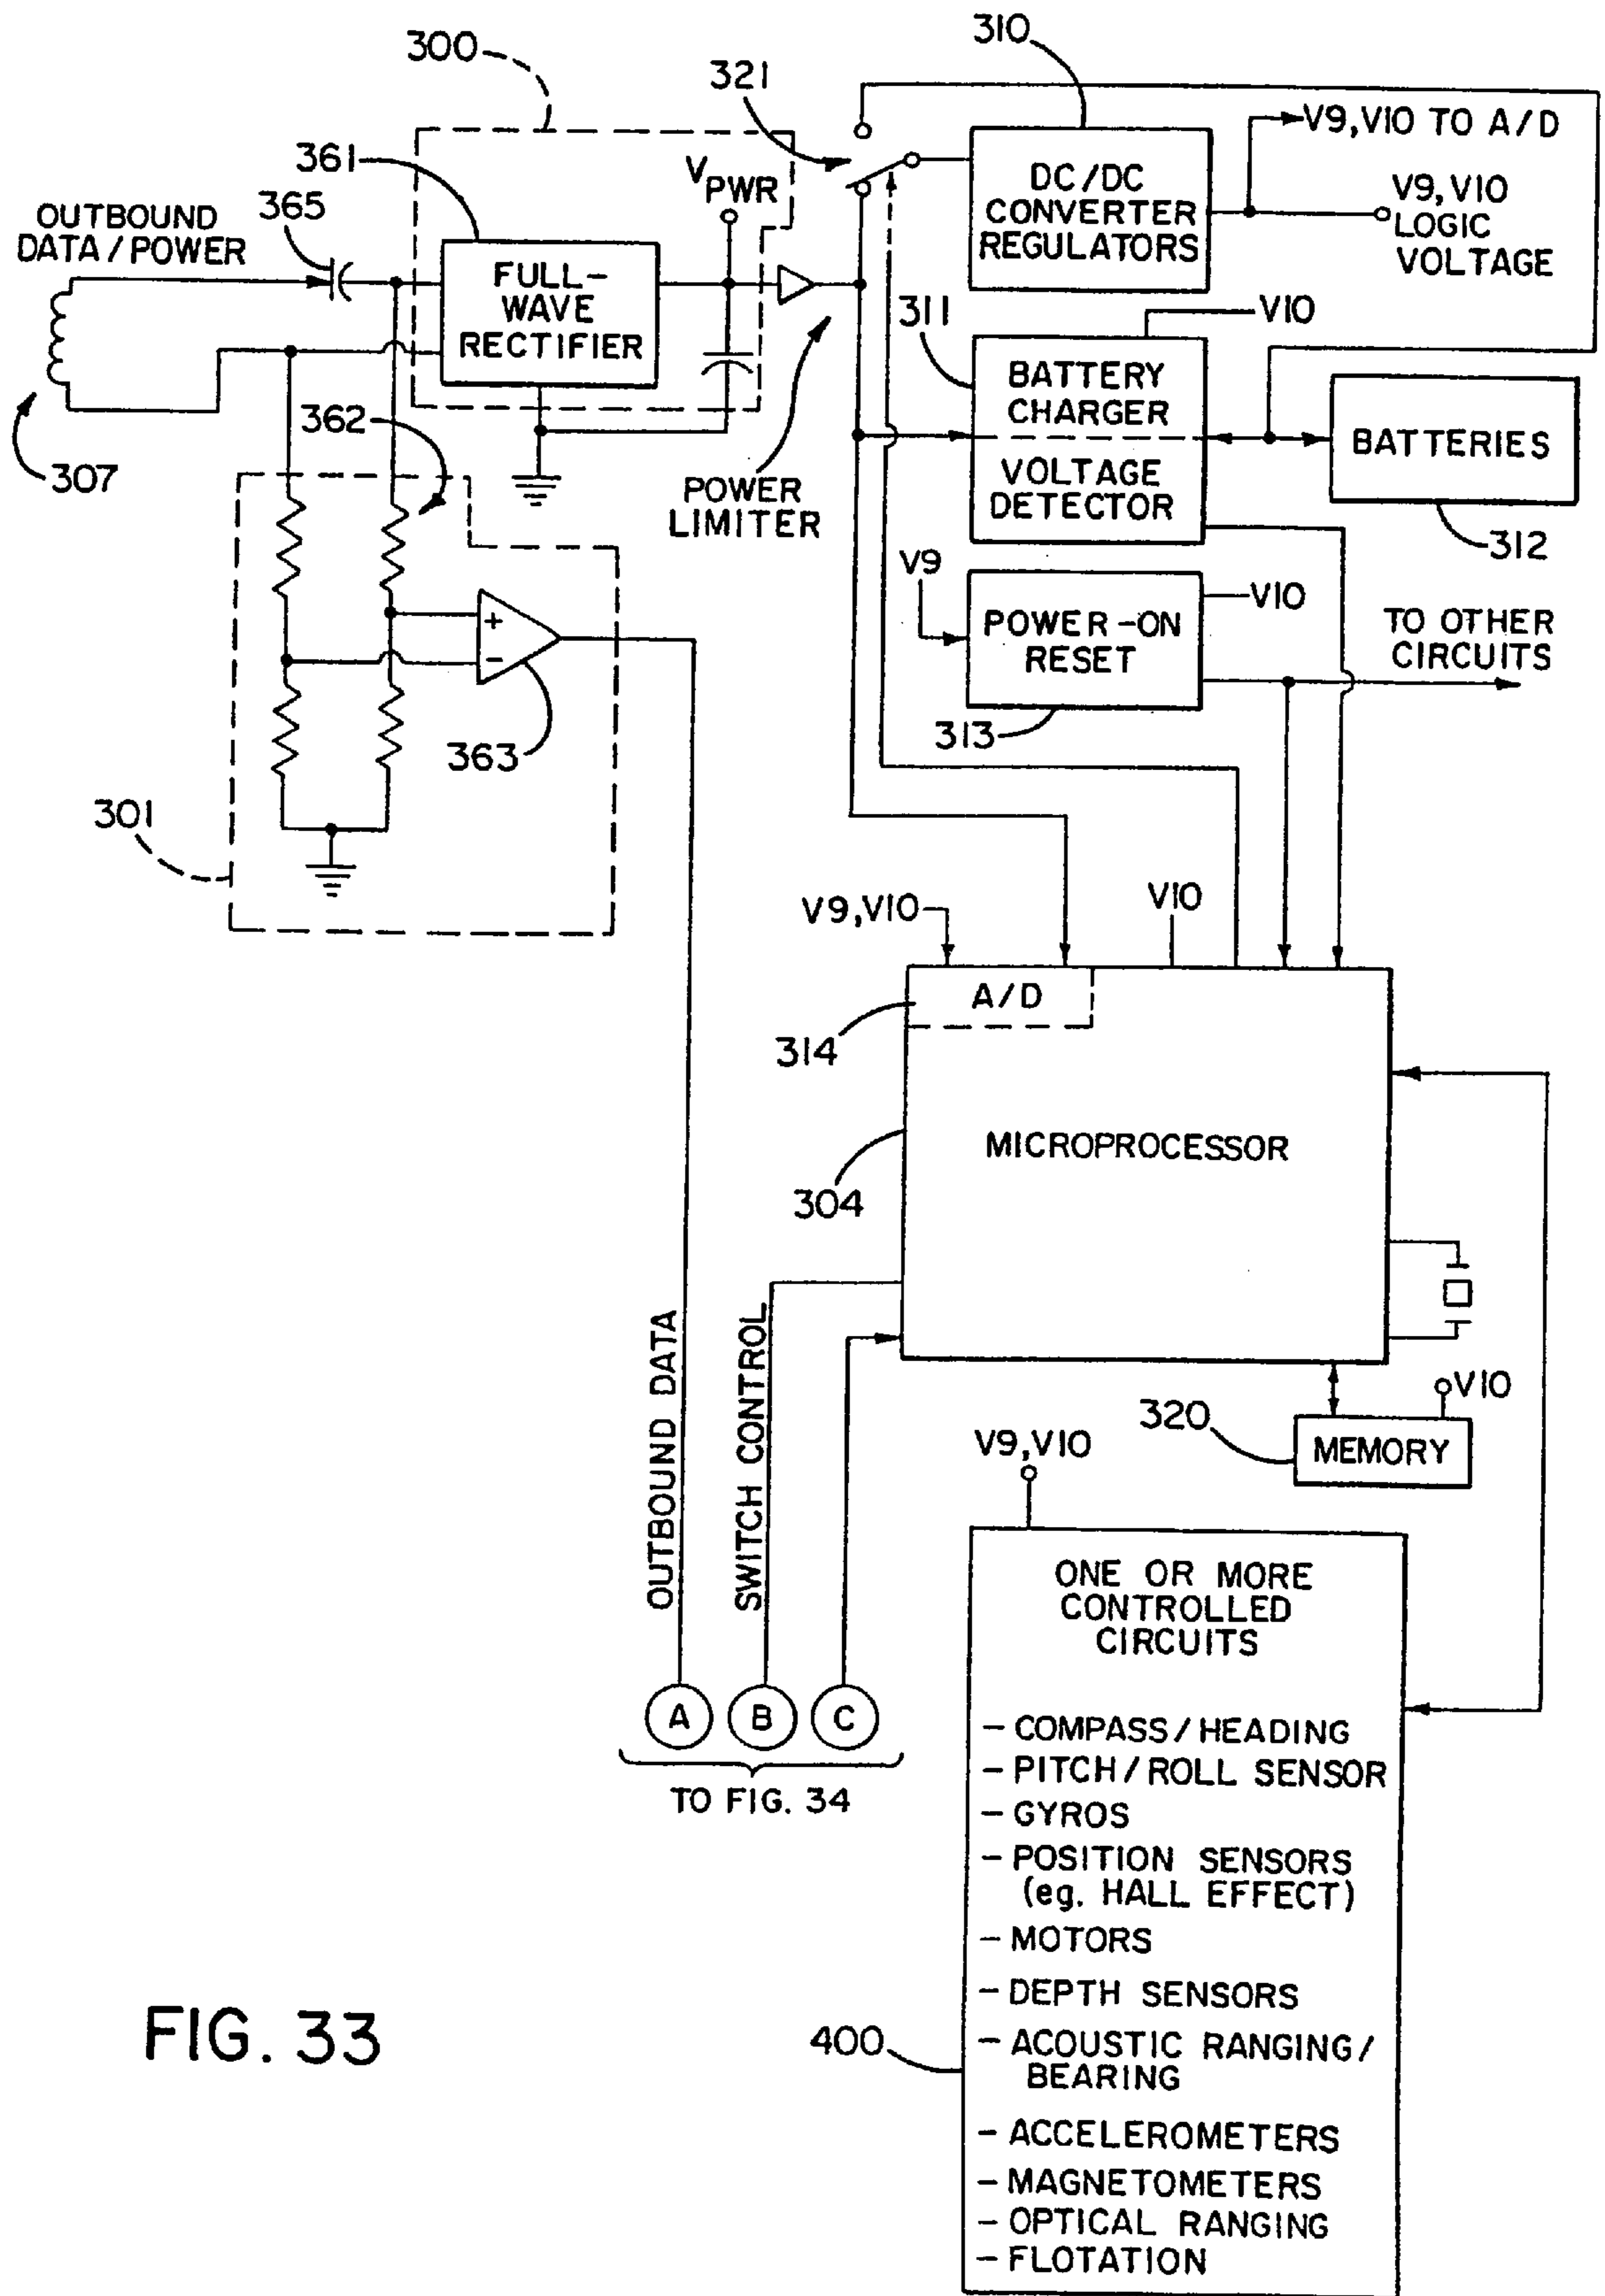 310
300
321
V9,V10 TO A/D
361
V
PWR
DC/DC
CONVERTER
REGULATORS
V9,V10
LOGIC
VOLTAGE
365
OUTBOUND
DATA/POWER
FULL-
WAVE
RECTIFIER
311
V10
BATTERY
CHARGER
VOLTAGE
DETECTOR
BATTERIES
362
307
POWER
LIMITER
312
V9
POWER-ON
RESET
V10
TO OTHER
CIRCUITS
+
-
363
313
301
V9,V10
V10
A/D
314
MICROPROCESSOR
304
OUTBOUND DATA
SWITCH CONTROL
V10
320
MEMORY
V9,V10
ONE OR MORE
CONTROLLED
CIRCUITS
A B C
TO FIG. 34
- COMPASS/HEADING
- PITCH/ROLL SENSOR
- GYROS
- POSITION SENSORS
(eg. HALL EFFECT)
- MOTORS
- DEPTH SENSORS
- ACOUSTIC RANGING/
BEARING
- ACCELEROMETERS
- MAGNETOMETERS
- OPTICAL RANGING
- FLOTATION
400
FIG. 33